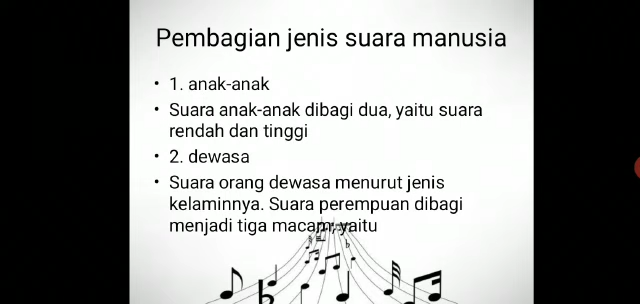 Pembagian jenis suara manusia
• 1. anak-anak
• Suara anak-anak dibagi dua, yaitu suara
rendah dan tinggi
• 2. dewasa
• Suara orang dewasa menurut jenis
kelaminnya. Suara perempuan dibagi
menjadi tiga macam, yaitu